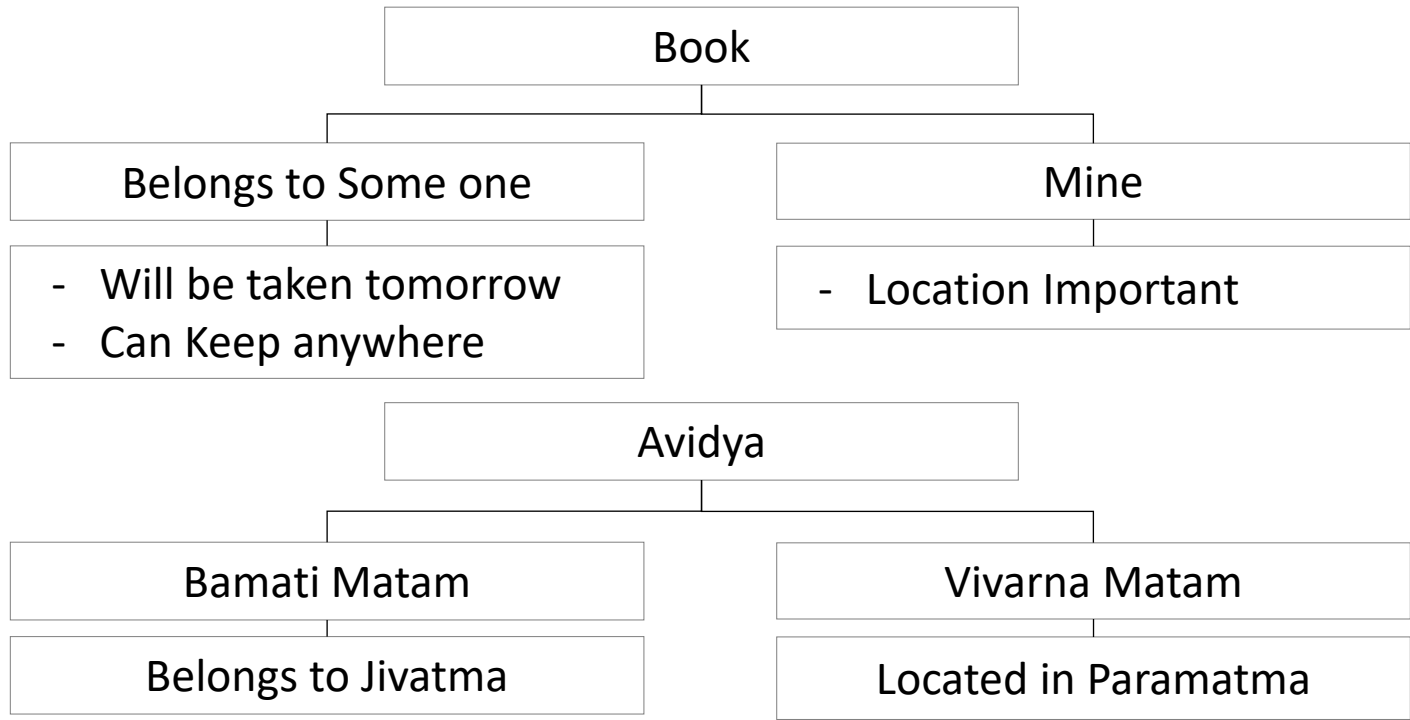 Book
Belongs to Some one
Mine
- Will be taken tomorrow
- Can Keep anywhere
- Location Important
Avidya
Bamati Matam
Vivarna Matam
Belongs to Jivatma
Located in Paramatma